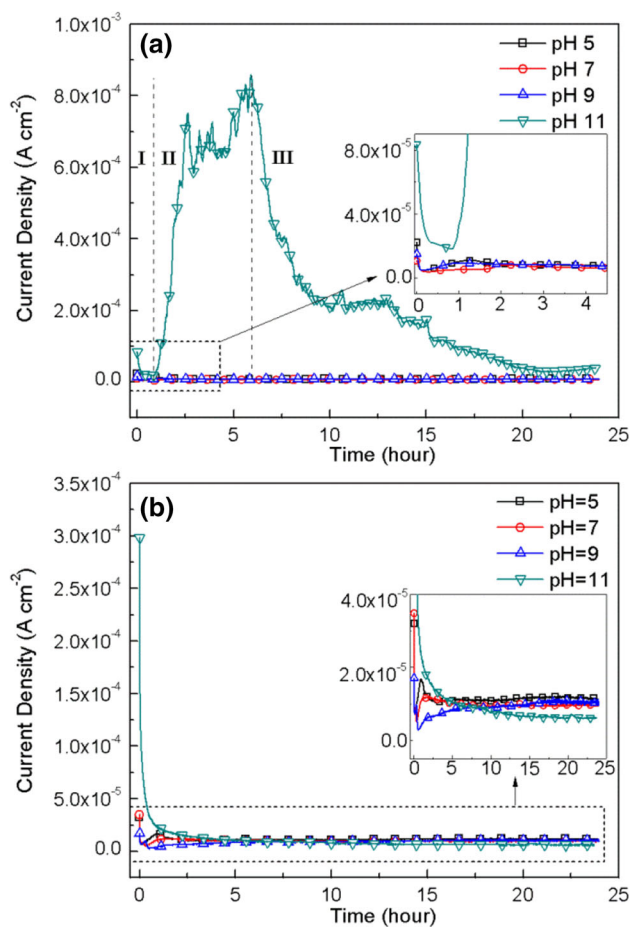 (a)
pH 5
pH 7
pH 9
pH 11
I
II
III
1.0x10⁻³
8.0x10⁻⁴
6.0x10⁻⁴
4.0x10⁻⁴
2.0x10⁻⁴
0.0
Current Density (A cm⁻²)
8.0x10⁻⁵
4.0x10⁻⁵
0.0
0 1 2 3 4
0 5 10 15 20 25
Time (hour)
(b)
pH=5
pH=7
pH=9
pH=11
3.5x10⁻⁴
3.0x10⁻⁴
2.5x10⁻⁴
2.0x10⁻⁴
1.5x10⁻⁴
1.0x10⁻⁴
5.0x10⁻⁵
0.0
Current Density (A cm⁻²)
4.0x10⁻⁵
2.0x10⁻⁵
0.0
0 5 10 15 20 25
0 5 10 15 20 25
Time (hour)